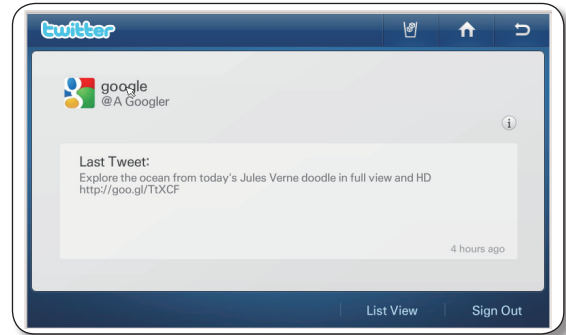 twitter
google
@A Googler
i
Last Tweet:
Explore the ocean from today's Jules Verne doodle in full view and HD
http://goo.gl/TtXCF
4 hours ago
List View
Sign Out